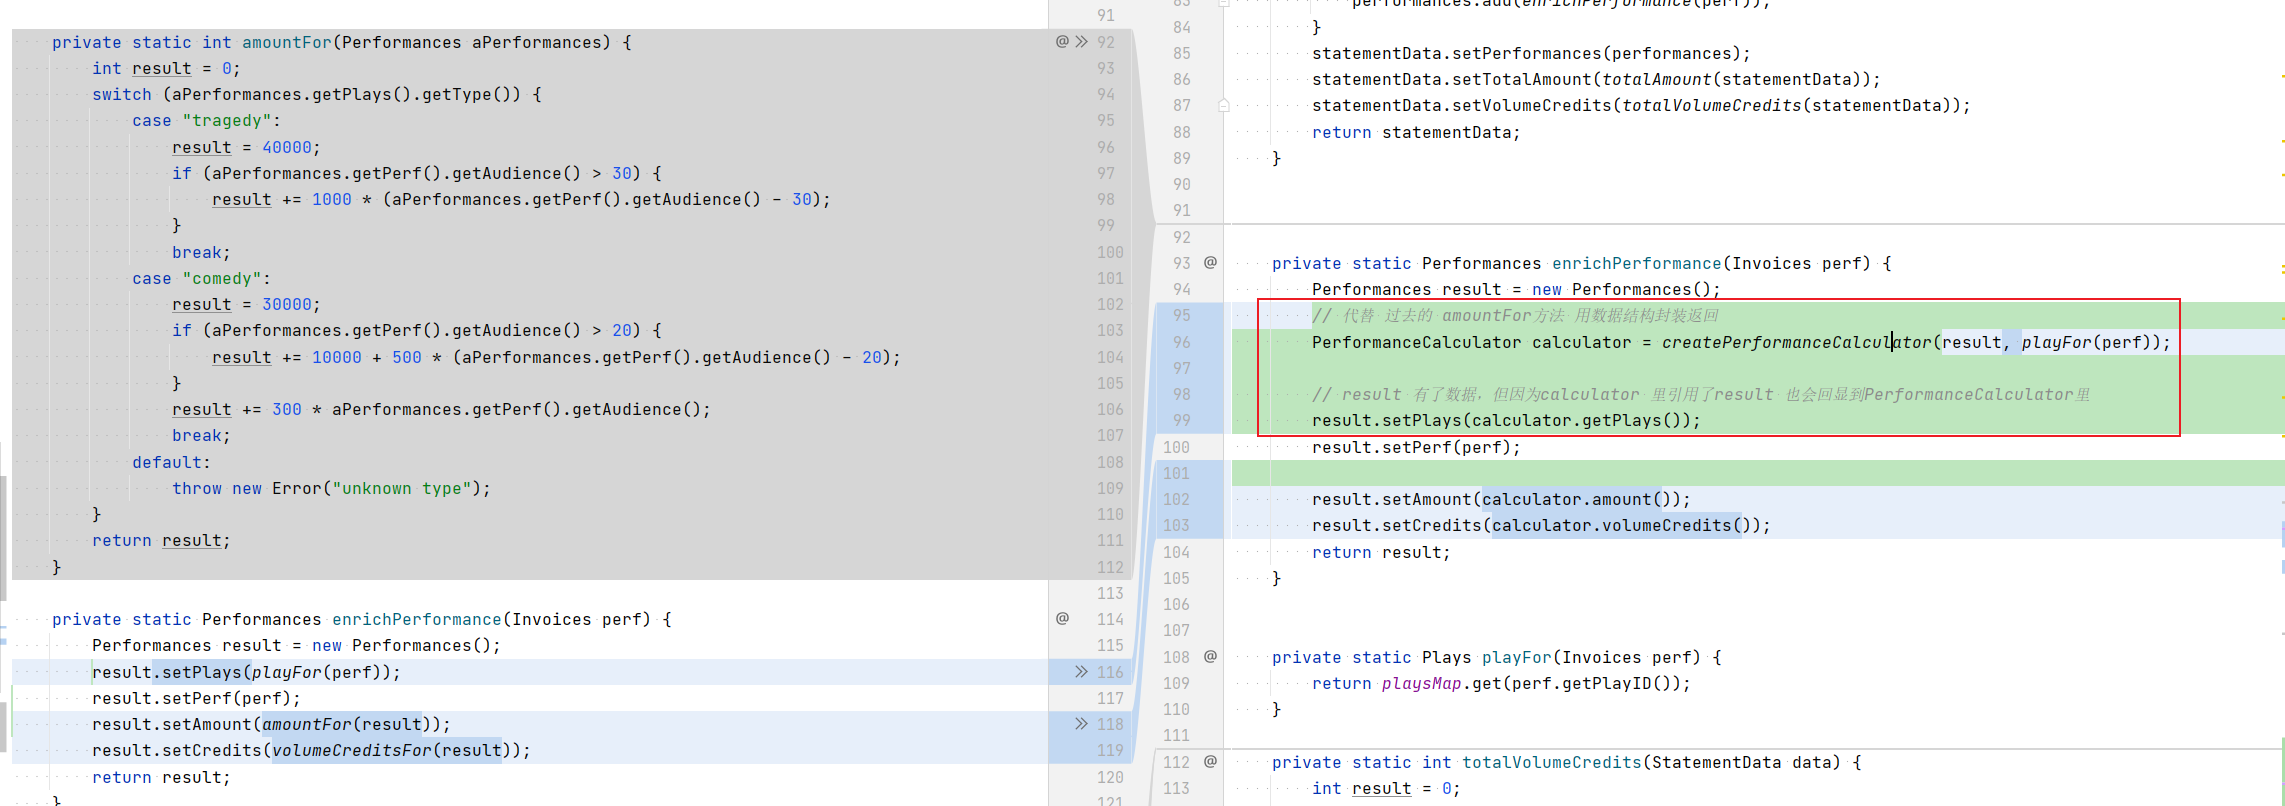 91
private static int amountFor(Performances aPerformances) {
@ 92
int result = 0;
93
switch (aPerformances.getPlays().getType()) {
94
case "tragedy":
95
result = 40000;
96
if (aPerformances.getPerf().getAudience() > 30) {
97
result += 1000 * (aPerformances.getPerf().getAudience() - 30);
98
}
99
break;
100
case "comedy":
101
result = 30000;
102
if (aPerformances.getPerf().getAudience() > 20) {
103
result += 10000 + 500 * (aPerformances.getPerf().getAudience() - 20);
104
}
105
result += 300 * aPerformances.getPerf().getAudience();
106
break;
107
default:
108
throw new Error("unknown type");
109
}
110
return result;
111
}
112
113
private static Performances enrichPerformance(Invoices perf) {
@ 114
Performances result = new Performances();
115
result.setPlays(playFor(perf));
116
result.setPerf(perf);
117
result.setAmount(amountFor(result));
118
result.setCredits(volumeCreditsFor(result));
119
return result;
120
}
121
83 performances.add(enrichPerformance(perf));
84 }
85 statementData.setPerformances(performances);
86 statementData.setTotalAmount(totalAmount(statementData));
87 statementData.setVolumeCredits(totalVolumeCredits(statementData));
88 return statementData;
89 }
90
91
92
93 @ private static Performances enrichPerformance(Invoices perf) {
94 Performances result = new Performances();
95 // 代替 过去的 amountFor方法 用数据结构封装返回
96 PerformanceCalculator calculator = createPerformanceCalculator(result, playFor(perf));
97
98 // result 有了数据，但因为calculator 里引用了result 也会回显到PerformanceCalculator里
99 result.setPlays(calculator.getPlays());
100 result.setPerf(perf);
101
102 result.setAmount(calculator.amount());
103 result.setCredits(calculator.volumeCredits());
104 return result;
105 }
106
107
108 @ private static Plays playFor(Invoices perf) {
109 return playsMap.get(perf.getPlayID());
110 }
111
112 @ private static int totalVolumeCredits(StatementData data) {
113 int result = 0;